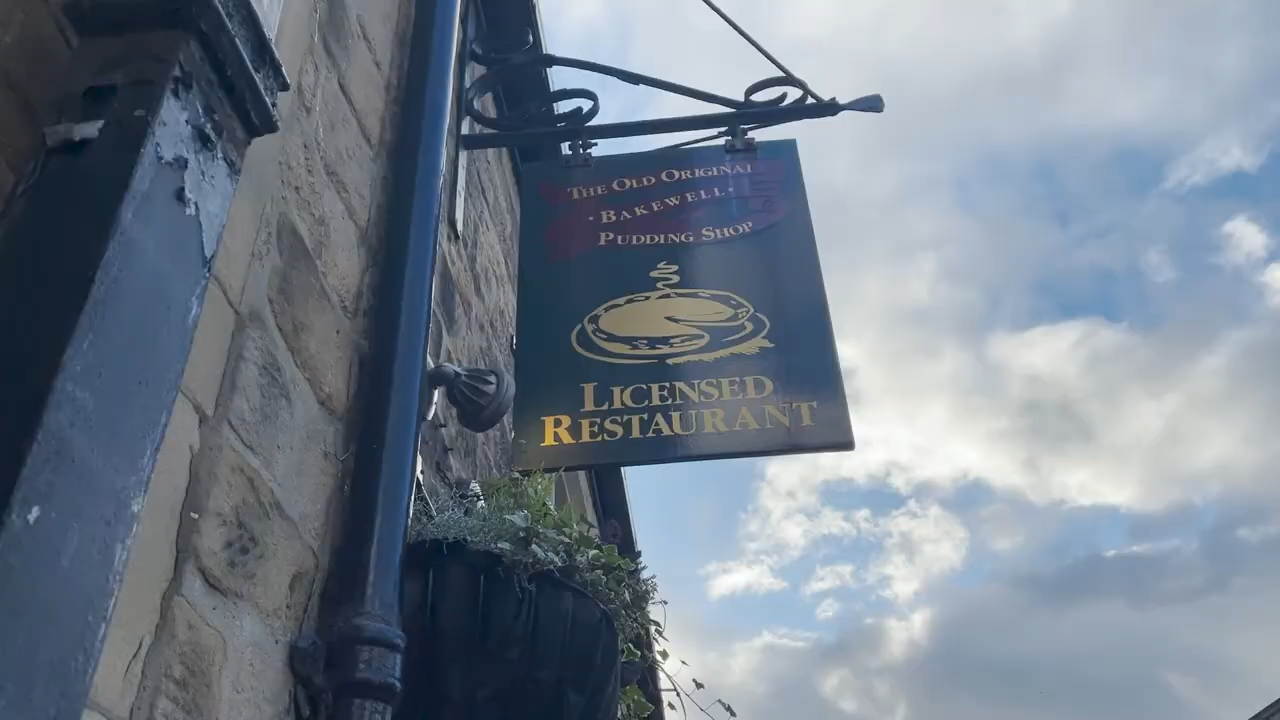 The Old Original
·Bakewell·
Pudding Shop
Licensed
Restaurant